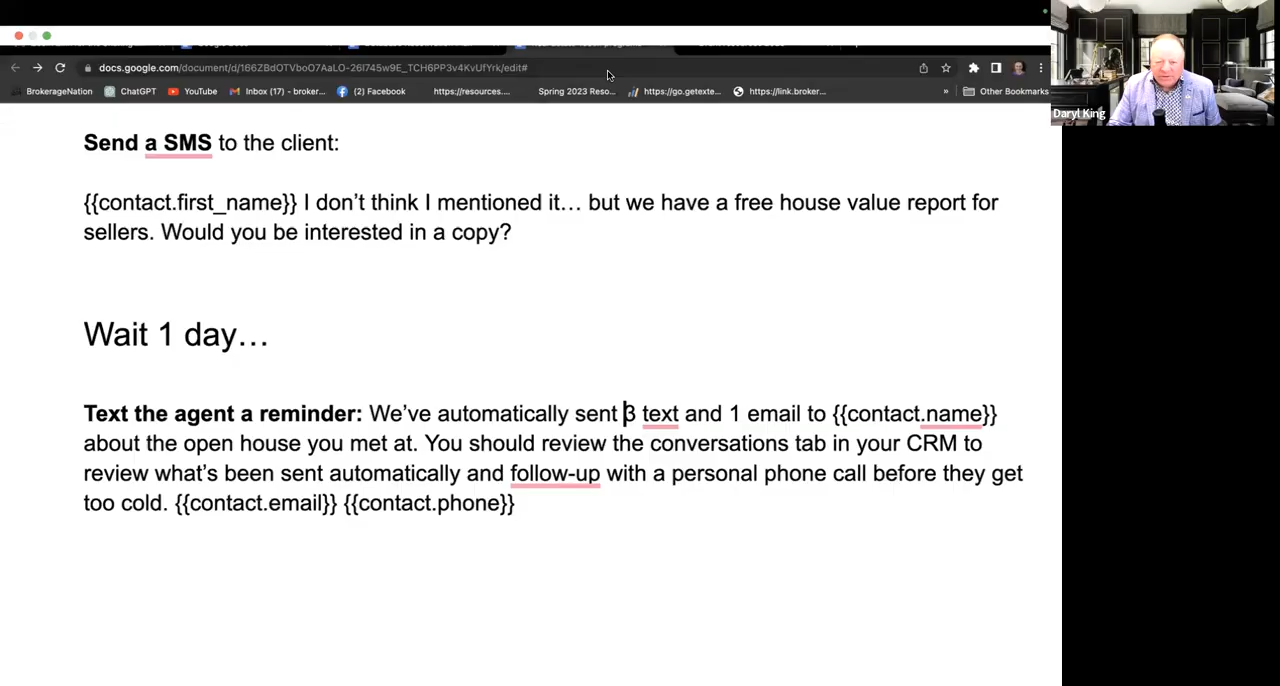 docs.google.com/document/d/166ZBdOTVboO7AaLO-26I745w9E_TCH6PP3v4KvUfYrk/edit#
BrokerageNation ChatGPT YouTube Inbox (17) - broker... (2) Facebook https://resources.... Spring 2023 Reso... https://go.getexte... https://link.broker... » Other Bookmarks
Daryl King
Send a SMS to the client:
{{contact.first_name}} I don’t think I mentioned it… but we have a free house value report for
sellers. Would you be interested in a copy?
Wait 1 day…
Text the agent a reminder: We’ve automatically sent 3 text and 1 email to {{contact.name}}
about the open house you met at. You should review the conversations tab in your CRM to
review what’s been sent automatically and follow-up with a personal phone call before they get
too cold. {{contact.email}} {{contact.phone}}